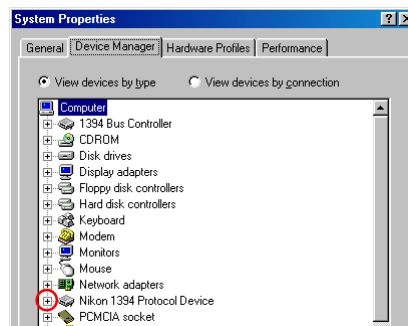 System Properties
General Device Manager Hardware Profiles Performance
View devices by type View devices by connection
Computer
1394 Bus Controller
CDROM
Disk drives
Display adapters
Floppy disk controllers
Hard disk controllers
Keyboard
Modem
Monitors
Mouse
Network adapters
Nikon 1394 Protocol Device
PCMCIA socket